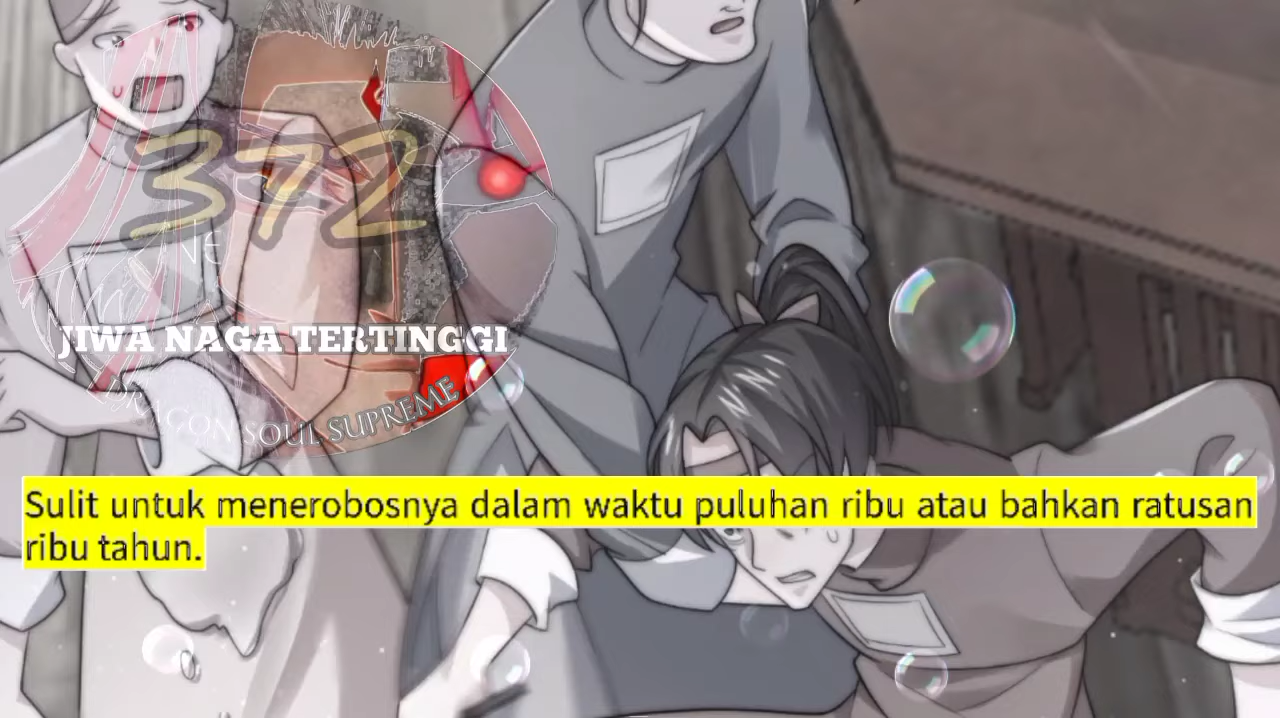 372
JIWA NAGA TERTINGGI
DRAGON SOUL SUPREME
Sulit untuk menerobosnya dalam waktu puluhan ribu atau bahkan ratusan
ribu tahun.